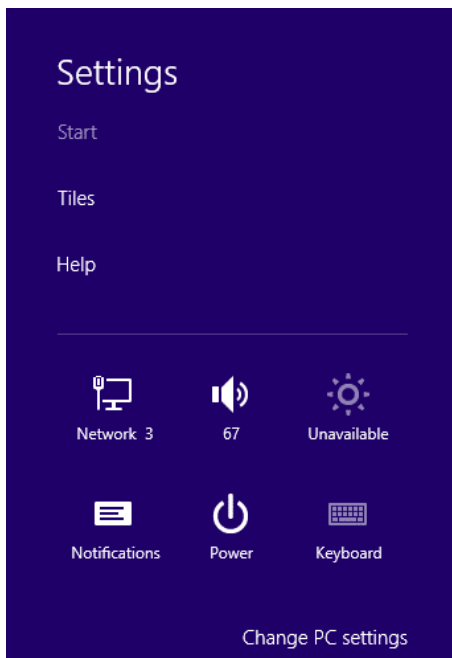 Settings
Start
Tiles
Help
Network 3
67
Unavailable
Notifications
Power
Keyboard
Change PC settings